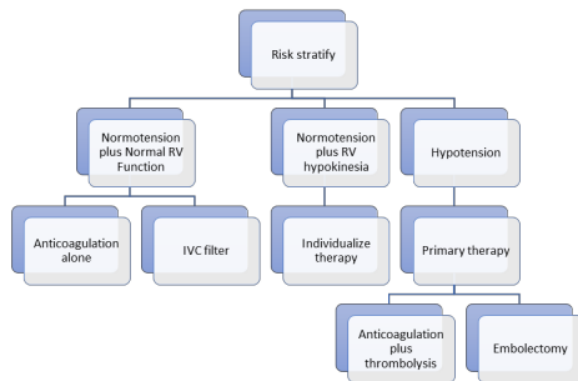 Risk stratify
Normotension
plus Normal RV
Function
Normotension
plus RV
hypokinesia
Hypotension
Anticoagulation
alone
IVC filter
Individualize
therapy
Primary therapy
Anticoagulation
plus
thrombolysis
Embolectomy